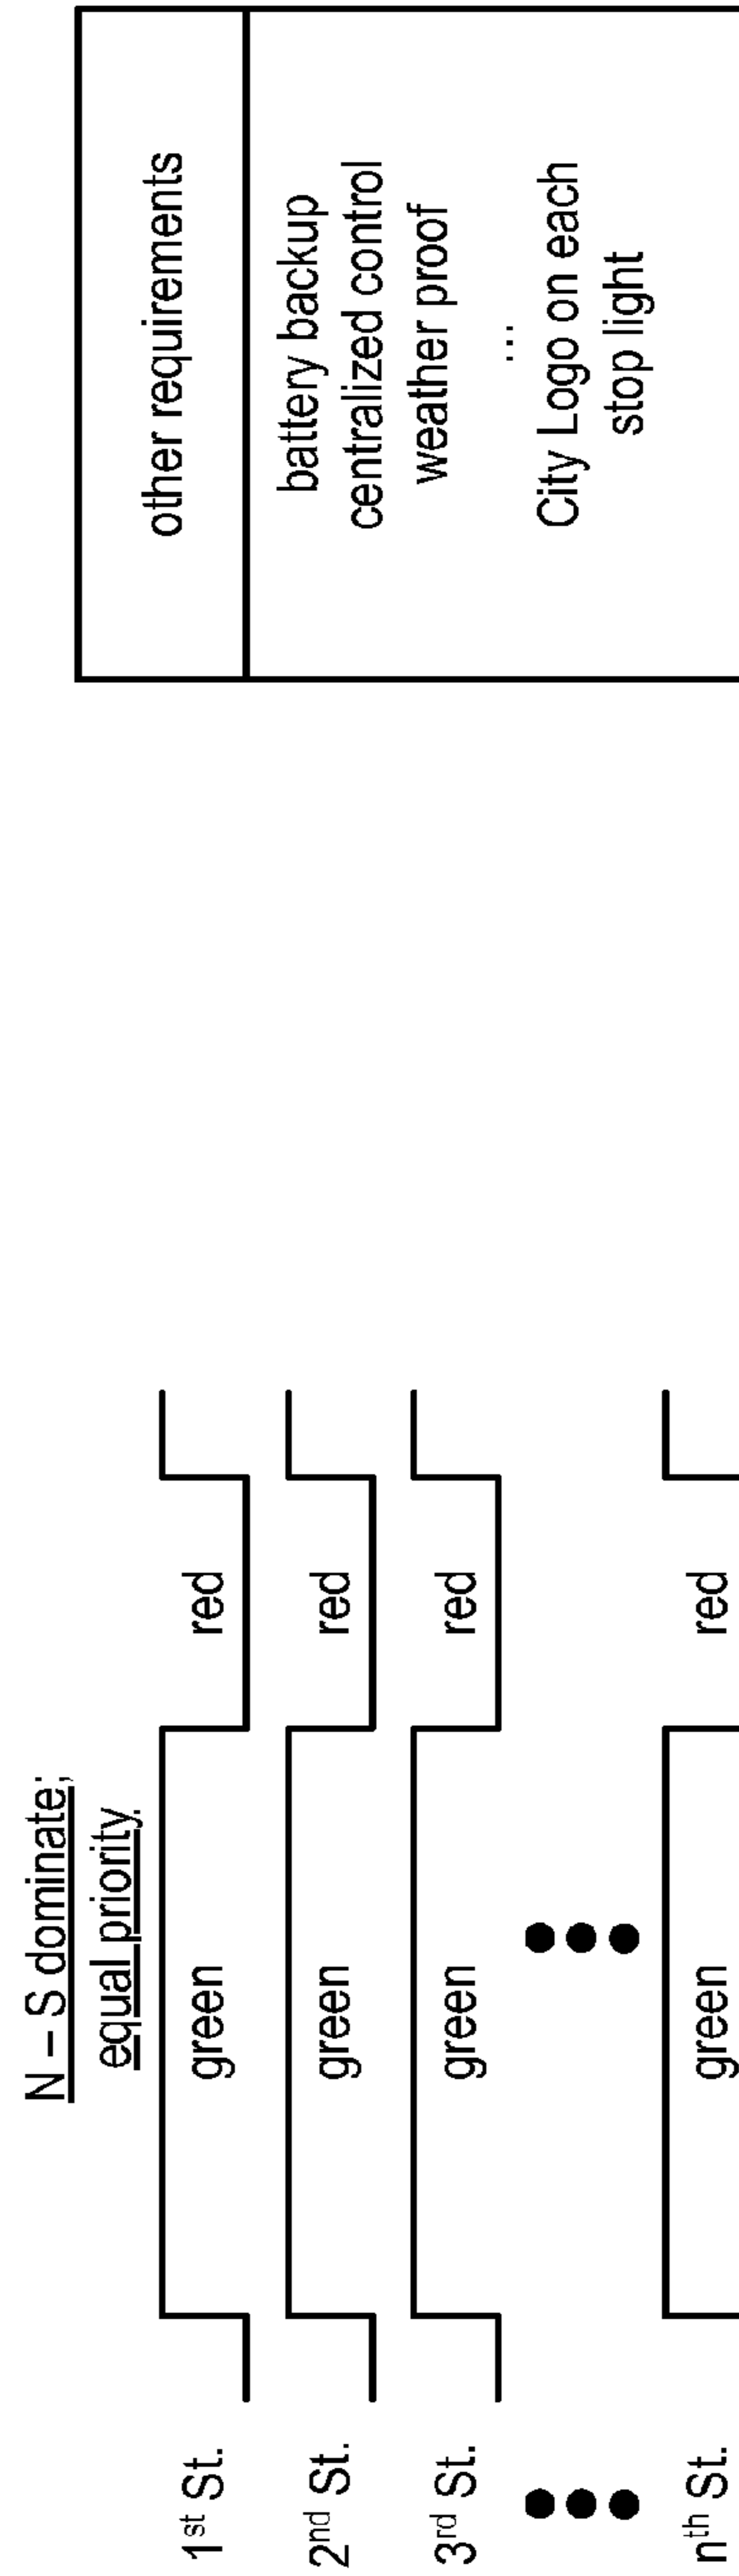 N – S dominate;
equal priority.
1st St. green red
2nd St. green red
3rd St. green red
nth St. green red
other requirements
battery backup
centralized control
weather proof
...
City Logo on each
stop light